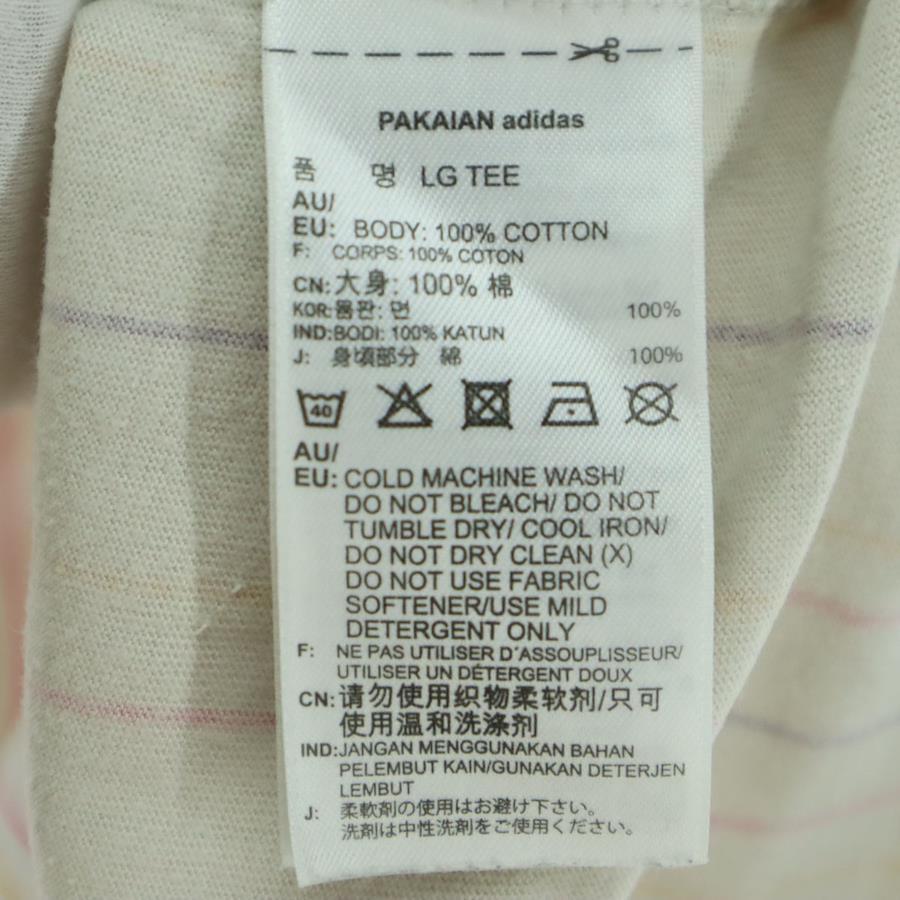 PAKAIAN adidas
품 명 LG TEE
AU/
EU: BODY: 100% COTTON
F: CORPS: 100% COTON
CN: 大身: 100% 棉
KOR:몸판: 면 100%
IND:BODI: 100% KATUN
J: 身頃部分 綿 100%
40
AU/
EU: COLD MACHINE WASH/
DO NOT BLEACH/ DO NOT
TUMBLE DRY/ COOL IRON/
DO NOT DRY CLEAN (X)
DO NOT USE FABRIC
SOFTENER/USE MILD
DETERGENT ONLY
F: NE PAS UTILISER D´ASSOUPLISSEUR/
UTILISER UN DÉTERGENT DOUX
CN: 请勿使用织物柔软剂/只可
使用温和洗涤剂
IND:JANGAN MENGGUNAKAN BAHAN
PELEMBUT KAIN/GUNAKAN DETERJEN
LEMBUT
J: 柔軟剤の使用はお避け下さい。
洗剤は中性洗剤をご使用ください。